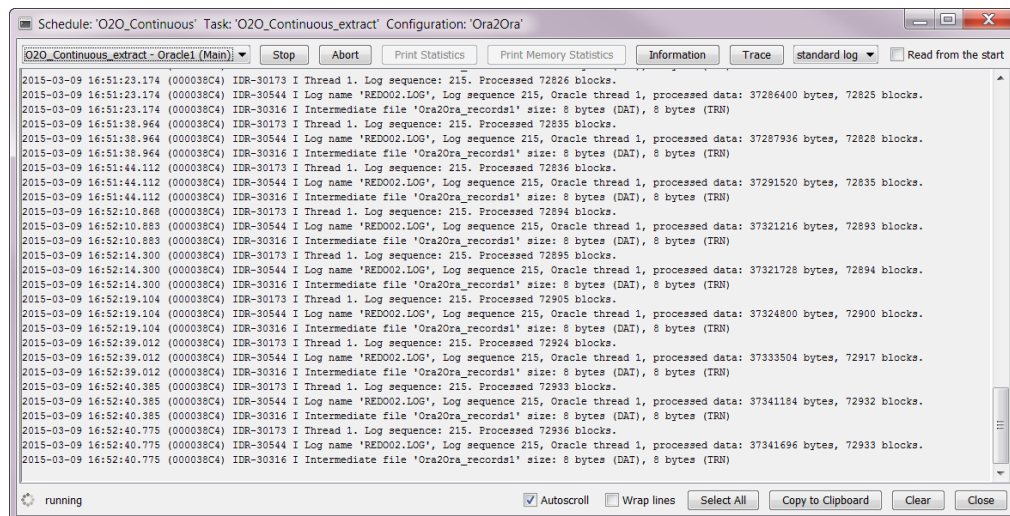 Schedule: 'O2O_Continuous' Task: 'O2O_Continuous_extract' Configuration: 'Ora2Ora'
O2O_Continuous_extract - Oracle1 (Main) Stop Abort Print Statistics Print Memory Statistics Information Trace standard log Read from the start
2015-03-09 16:51:23.174 (000038C4) IDR-30173 I Thread 1. Log sequence: 215. Processed 72826 blocks.
2015-03-09 16:51:23.174 (000038C4) IDR-30544 I Log name 'REDO02.LOG', Log sequence 215, Oracle thread 1, processed data: 37286400 bytes, 72825 blocks.
2015-03-09 16:51:23.174 (000038C4) IDR-30316 I Intermediate file 'Ora2Ora_records1' size: 8 bytes (DAT), 8 bytes (TRN)
2015-03-09 16:51:38.964 (000038C4) IDR-30173 I Thread 1. Log sequence: 215. Processed 72835 blocks.
2015-03-09 16:51:38.964 (000038C4) IDR-30544 I Log name 'REDO02.LOG', Log sequence 215, Oracle thread 1, processed data: 37287936 bytes, 72828 blocks.
2015-03-09 16:51:38.964 (000038C4) IDR-30316 I Intermediate file 'Ora2Ora_records1' size: 8 bytes (DAT), 8 bytes (TRN)
2015-03-09 16:51:44.112 (000038C4) IDR-30173 I Thread 1. Log sequence: 215. Processed 72836 blocks.
2015-03-09 16:51:44.112 (000038C4) IDR-30544 I Log name 'REDO02.LOG', Log sequence 215, Oracle thread 1, processed data: 37291520 bytes, 72835 blocks.
2015-03-09 16:51:44.112 (000038C4) IDR-30316 I Intermediate file 'Ora2Ora_records1' size: 8 bytes (DAT), 8 bytes (TRN)
2015-03-09 16:52:10.868 (000038C4) IDR-30173 I Thread 1. Log sequence: 215. Processed 72894 blocks.
2015-03-09 16:52:10.883 (000038C4) IDR-30544 I Log name 'REDO02.LOG', Log sequence 215, Oracle thread 1, processed data: 37321216 bytes, 72893 blocks.
2015-03-09 16:52:10.883 (000038C4) IDR-30316 I Intermediate file 'Ora2Ora_records1' size: 8 bytes (DAT), 8 bytes (TRN)
2015-03-09 16:52:14.300 (000038C4) IDR-30173 I Thread 1. Log sequence: 215. Processed 72895 blocks.
2015-03-09 16:52:14.300 (000038C4) IDR-30544 I Log name 'REDO02.LOG', Log sequence 215, Oracle thread 1, processed data: 37321728 bytes, 72894 blocks.
2015-03-09 16:52:14.300 (000038C4) IDR-30316 I Intermediate file 'Ora2Ora_records1' size: 8 bytes (DAT), 8 bytes (TRN)
2015-03-09 16:52:19.104 (000038C4) IDR-30173 I Thread 1. Log sequence: 215. Processed 72905 blocks.
2015-03-09 16:52:19.104 (000038C4) IDR-30544 I Log name 'REDO02.LOG', Log sequence 215, Oracle thread 1, processed data: 37324800 bytes, 72900 blocks.
2015-03-09 16:52:19.104 (000038C4) IDR-30316 I Intermediate file 'Ora2Ora_records1' size: 8 bytes (DAT), 8 bytes (TRN)
2015-03-09 16:52:39.012 (000038C4) IDR-30173 I Thread 1. Log sequence: 215. Processed 72924 blocks.
2015-03-09 16:52:39.012 (000038C4) IDR-30544 I Log name 'REDO02.LOG', Log sequence 215, Oracle thread 1, processed data: 37333504 bytes, 72917 blocks.
2015-03-09 16:52:39.012 (000038C4) IDR-30316 I Intermediate file 'Ora2Ora_records1' size: 8 bytes (DAT), 8 bytes (TRN)
2015-03-09 16:52:40.385 (000038C4) IDR-30173 I Thread 1. Log sequence: 215. Processed 72933 blocks.
2015-03-09 16:52:40.385 (000038C4) IDR-30544 I Log name 'REDO02.LOG', Log sequence 215, Oracle thread 1, processed data: 37341184 bytes, 72932 blocks.
2015-03-09 16:52:40.385 (000038C4) IDR-30316 I Intermediate file 'Ora2Ora_records1' size: 8 bytes (DAT), 8 bytes (TRN)
2015-03-09 16:52:40.775 (000038C4) IDR-30173 I Thread 1. Log sequence: 215. Processed 72936 blocks.
2015-03-09 16:52:40.775 (000038C4) IDR-30544 I Log name 'REDO02.LOG', Log sequence 215, Oracle thread 1, processed data: 37341696 bytes, 72933 blocks.
2015-03-09 16:52:40.775 (000038C4) IDR-30316 I Intermediate file 'Ora2Ora_records1' size: 8 bytes (DAT), 8 bytes (TRN)
running Autoscroll Wrap lines Select All Copy to Clipboard Clear Close